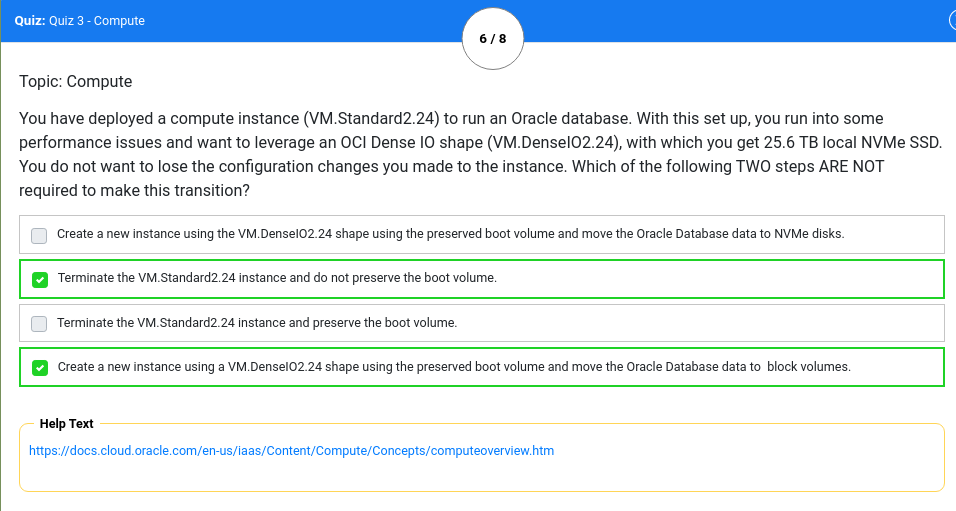 Quiz: Quiz 3 - Compute
6 / 8
Topic: Compute
You have deployed a compute instance (VM.Standard2.24) to run an Oracle database. With this set up, you run into some
performance issues and want to leverage an OCI Dense IO shape (VM.DenseIO2.24), with which you get 25.6 TB local NVMe SSD.
You do not want to lose the configuration changes you made to the instance. Which of the following TWO steps ARE NOT
required to make this transition?
Create a new instance using the VM.DenseIO2.24 shape using the preserved boot volume and move the Oracle Database data to NVMe disks.
Terminate the VM.Standard2.24 instance and do not preserve the boot volume.
Terminate the VM.Standard2.24 instance and preserve the boot volume.
Create a new instance using a VM.DenseIO2.24 shape using the preserved boot volume and move the Oracle Database data to  block volumes.
Help Text
https://docs.cloud.oracle.com/en-us/iaas/Content/Compute/Concepts/computeoverview.htm